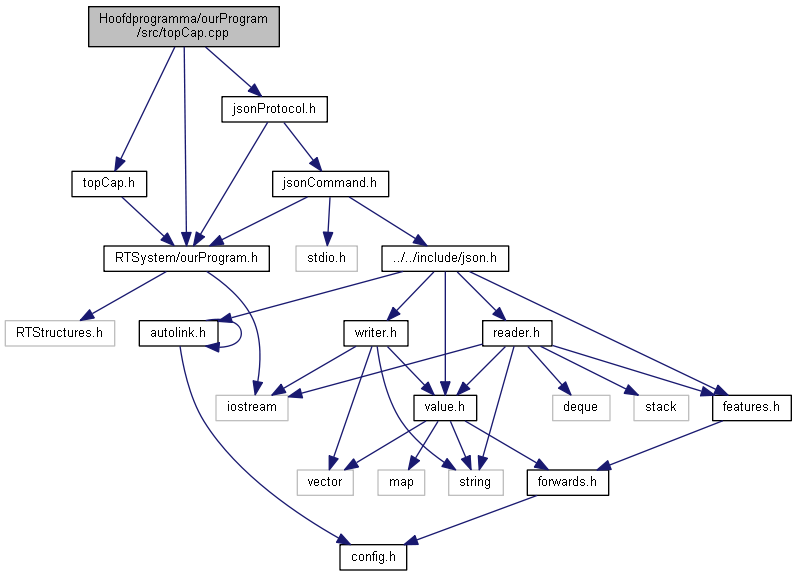 Hoofdprogramma/ourProgram
/src/topCap.cpp
jsonProtocol.h
topCap.h
jsonCommand.h
RTSystem/ourProgram.h
stdio.h
../../include/json.h
RTStructures.h
autolink.h
writer.h
reader.h
iostream
value.h
deque
stack
features.h
vector
map
string
forwards.h
config.h